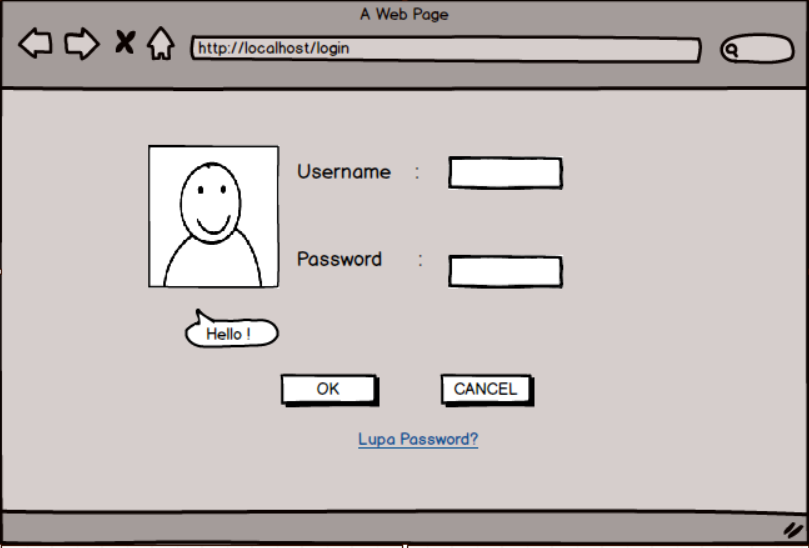 A Web Page
http://localhost/login
Username :
Password :
Hello !
OK CANCEL
Lupa Password?